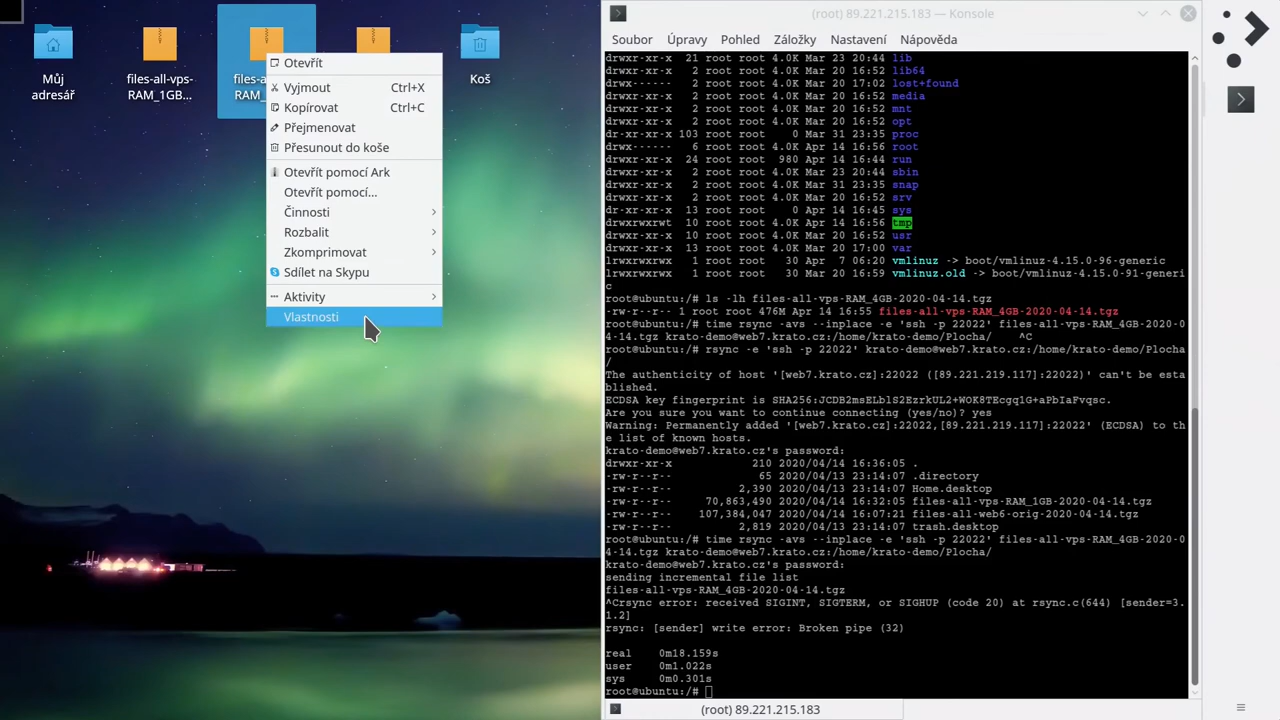 Můj
adresář
files-all-vps-
RAM_1GB...
files-a
RAM_
Koš
Otevřít
Vyjmout Ctrl+X
Kopírovat Ctrl+C
Přejmenovat
Přesunout do koše
Otevřít pomocí Ark
Otevřít pomocí...
Činnosti
Rozbalit
Zkomprimovat
Sdílet na Skypu
Aktivity
Vlastnosti
(root) 89.221.215.183 — Konsole
Soubor Úpravy Pohled Záložky Nastavení Nápověda
drwxr-xr-x 21 root root 4.0K Mar 23 20:44 lib
drwxr-xr-x 2 root root 4.0K Mar 23 20:44 lib64
drwx------ 2 root root 4.0K Mar 20 17:02 lost+found
drwxr-xr-x 2 root root 4.0K Mar 20 16:52 media
drwxr-xr-x 2 root root 4.0K Mar 20 16:52 mnt
drwxr-xr-x 2 root root 4.0K Mar 20 16:52 opt
dr-xr-xr-x 103 root root 0 Mar 31 23:35 proc
drwx------ 6 root root 4.0K Apr 14 16:56 root
drwxr-xr-x 24 root root 980 Apr 14 16:44 run
drwxr-xr-x 2 root root 4.0K Mar 23 20:44 sbin
drwxr-xr-x 2 root root 4.0K Mar 31 23:35 snap
drwxr-xr-x 2 root root 4.0K Mar 20 16:52 srv
dr-xr-xr-x 13 root root 0 Apr 14 16:45 sys
drwxrwxrwt 10 root root 4.0K Apr 14 16:56 tmp
drwxr-xr-x 10 root root 4.0K Mar 20 16:52 usr
drwxr-xr-x 13 root root 4.0K Mar 20 17:00 var
lrwxrwxrwx 1 root root 30 Apr 7 06:20 vmlinuz -> boot/vmlinuz-4.15.0-96-generic
lrwxrwxrwx 1 root root 30 Mar 20 16:59 vmlinuz.old -> boot/vmlinuz-4.15.0-91-generi
c
root@ubuntu:/# ls -lh files-all-vps-RAM_4GB-2020-04-14.tgz
-rw-r--r-- 1 root root 476M Apr 14 16:55 files-all-vps-RAM_4GB-2020-04-14.tgz
root@ubuntu:/# time rsync -avs --inplace -e 'ssh -p 22022' files-all-vps-RAM_4GB-2020-0
4-14.tgz krato-demo@web7.krato.cz:/home/krato-demo/Plocha/ ^C
root@ubuntu:/# rsync -e 'ssh -p 22022' krato-demo@web7.krato.cz:/home/krato-demo/Plocha
/
The authenticity of host '[web7.krato.cz]:22022 ([89.221.219.117]:22022)' can't be esta
blished.
ECDSA key fingerprint is SHA256:JCDB2msELblS2EzrkUL2+WOK8TEcgq1G+aPbIaFvqsc.
Are you sure you want to continue connecting (yes/no)? yes
Warning: Permanently added '[web7.krato.cz]:22022,[89.221.219.117]:22022' (ECDSA) to th
e list of known hosts.
krato-demo@web7.krato.cz's password:
drwxr-xr-x 210 2020/04/14 16:36:05 .
-rw-r--r-- 65 2020/04/13 23:14:07 .directory
-rw-r--r-- 2,390 2020/04/13 23:14:07 Home.desktop
-rw-r--r-- 70,863,490 2020/04/14 16:32:05 files-all-vps-RAM_1GB-2020-04-14.tgz
-rw-r--r-- 107,384,047 2020/04/14 16:07:21 files-all-web6-orig-2020-04-14.tgz
-rw-r--r-- 2,819 2020/04/13 23:14:07 trash.desktop
root@ubuntu:/# time rsync -avs --inplace -e 'ssh -p 22022' files-all-vps-RAM_4GB-2020-0
4-14.tgz krato-demo@web7.krato.cz:/home/krato-demo/Plocha/
krato-demo@web7.krato.cz's password:
sending incremental file list
files-all-vps-RAM_4GB-2020-04-14.tgz
^Crsync error: received SIGINT, SIGTERM, or SIGHUP (code 20) at rsync.c(644) [sender=3.
1.2]
rsync: [sender] write error: Broken pipe (32)
real 0m18.159s
user 0m1.022s
sys 0m0.301s
root@ubuntu:/#
(root) 89.221.215.183